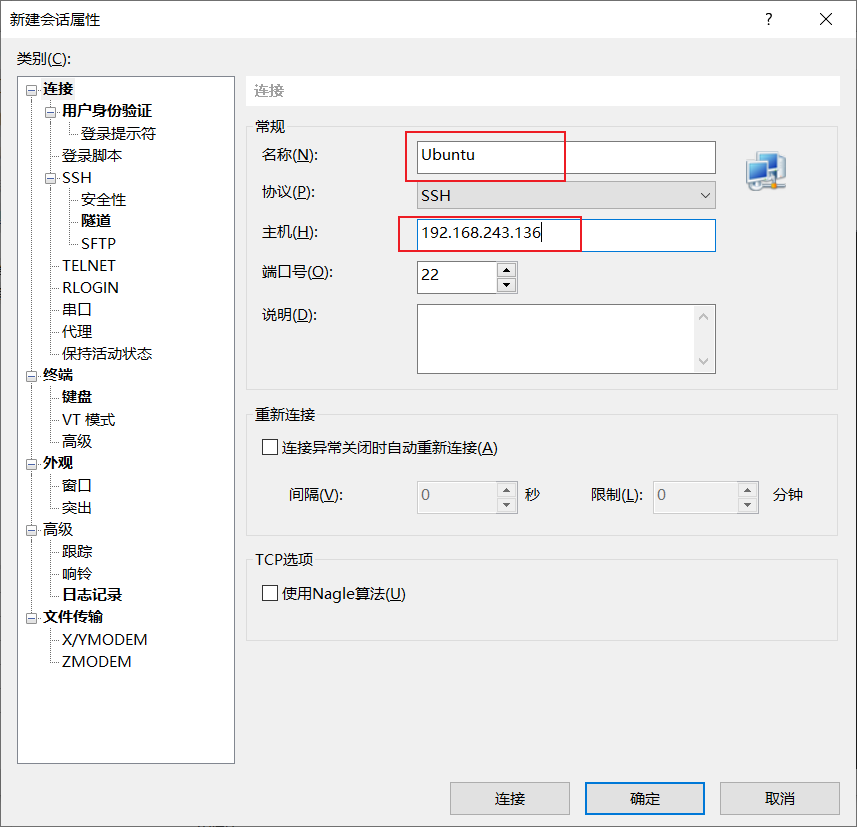 新建会话属性
?
类别(C):
连接
用户身份验证
登录提示符
登录脚本
SSH
安全性
隧道
SFTP
TELNET
RLOGIN
串口
代理
保持活动状态
终端
键盘
VT 模式
高级
外观
窗口
突出
高级
跟踪
响铃
日志记录
文件传输
X/YMODEM
ZMODEM
连接
常规
名称(N):
Ubuntu
协议(P):
SSH
主机(H):
192.168.243.136
端口号(O):
22
说明(D):
重新连接
连接异常关闭时自动重新连接(A)
间隔(V):
0
秒
限制(L):
0
分钟
TCP选项
使用Nagle算法(U)
连接
确定
取消